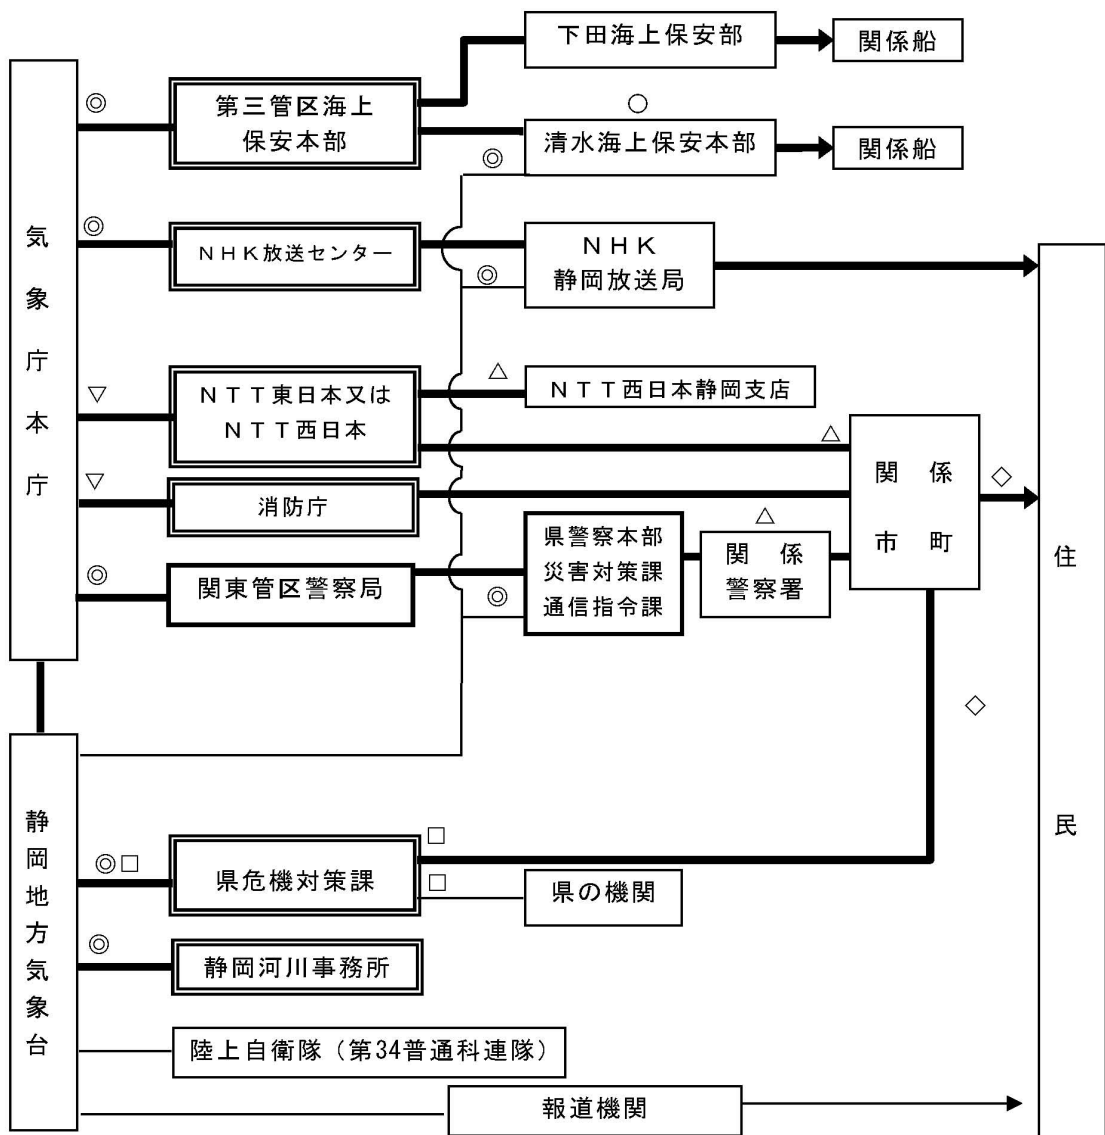 下田海上保安部
関係船
第三管区海上
保安本部
◎
○
清水海上保安本部
◎
関係船
気象庁本庁
◎
NHK放送センター
NHK
静岡放送局
◎
▽
NTT東日本又は
NTT西日本
△
NTT西日本静岡支店
△
関係
市町
◇
▽
消防庁
◎
関東管区警察局
県警察本部
災害対策課
通信指令課
◎
△
関係
警察署
住民
◇
静岡地方気象台
◎□
県危機対策課
□
□
県の機関
◎
静岡河川事務所
陸上自衛隊（第34普通科連隊）
報道機関